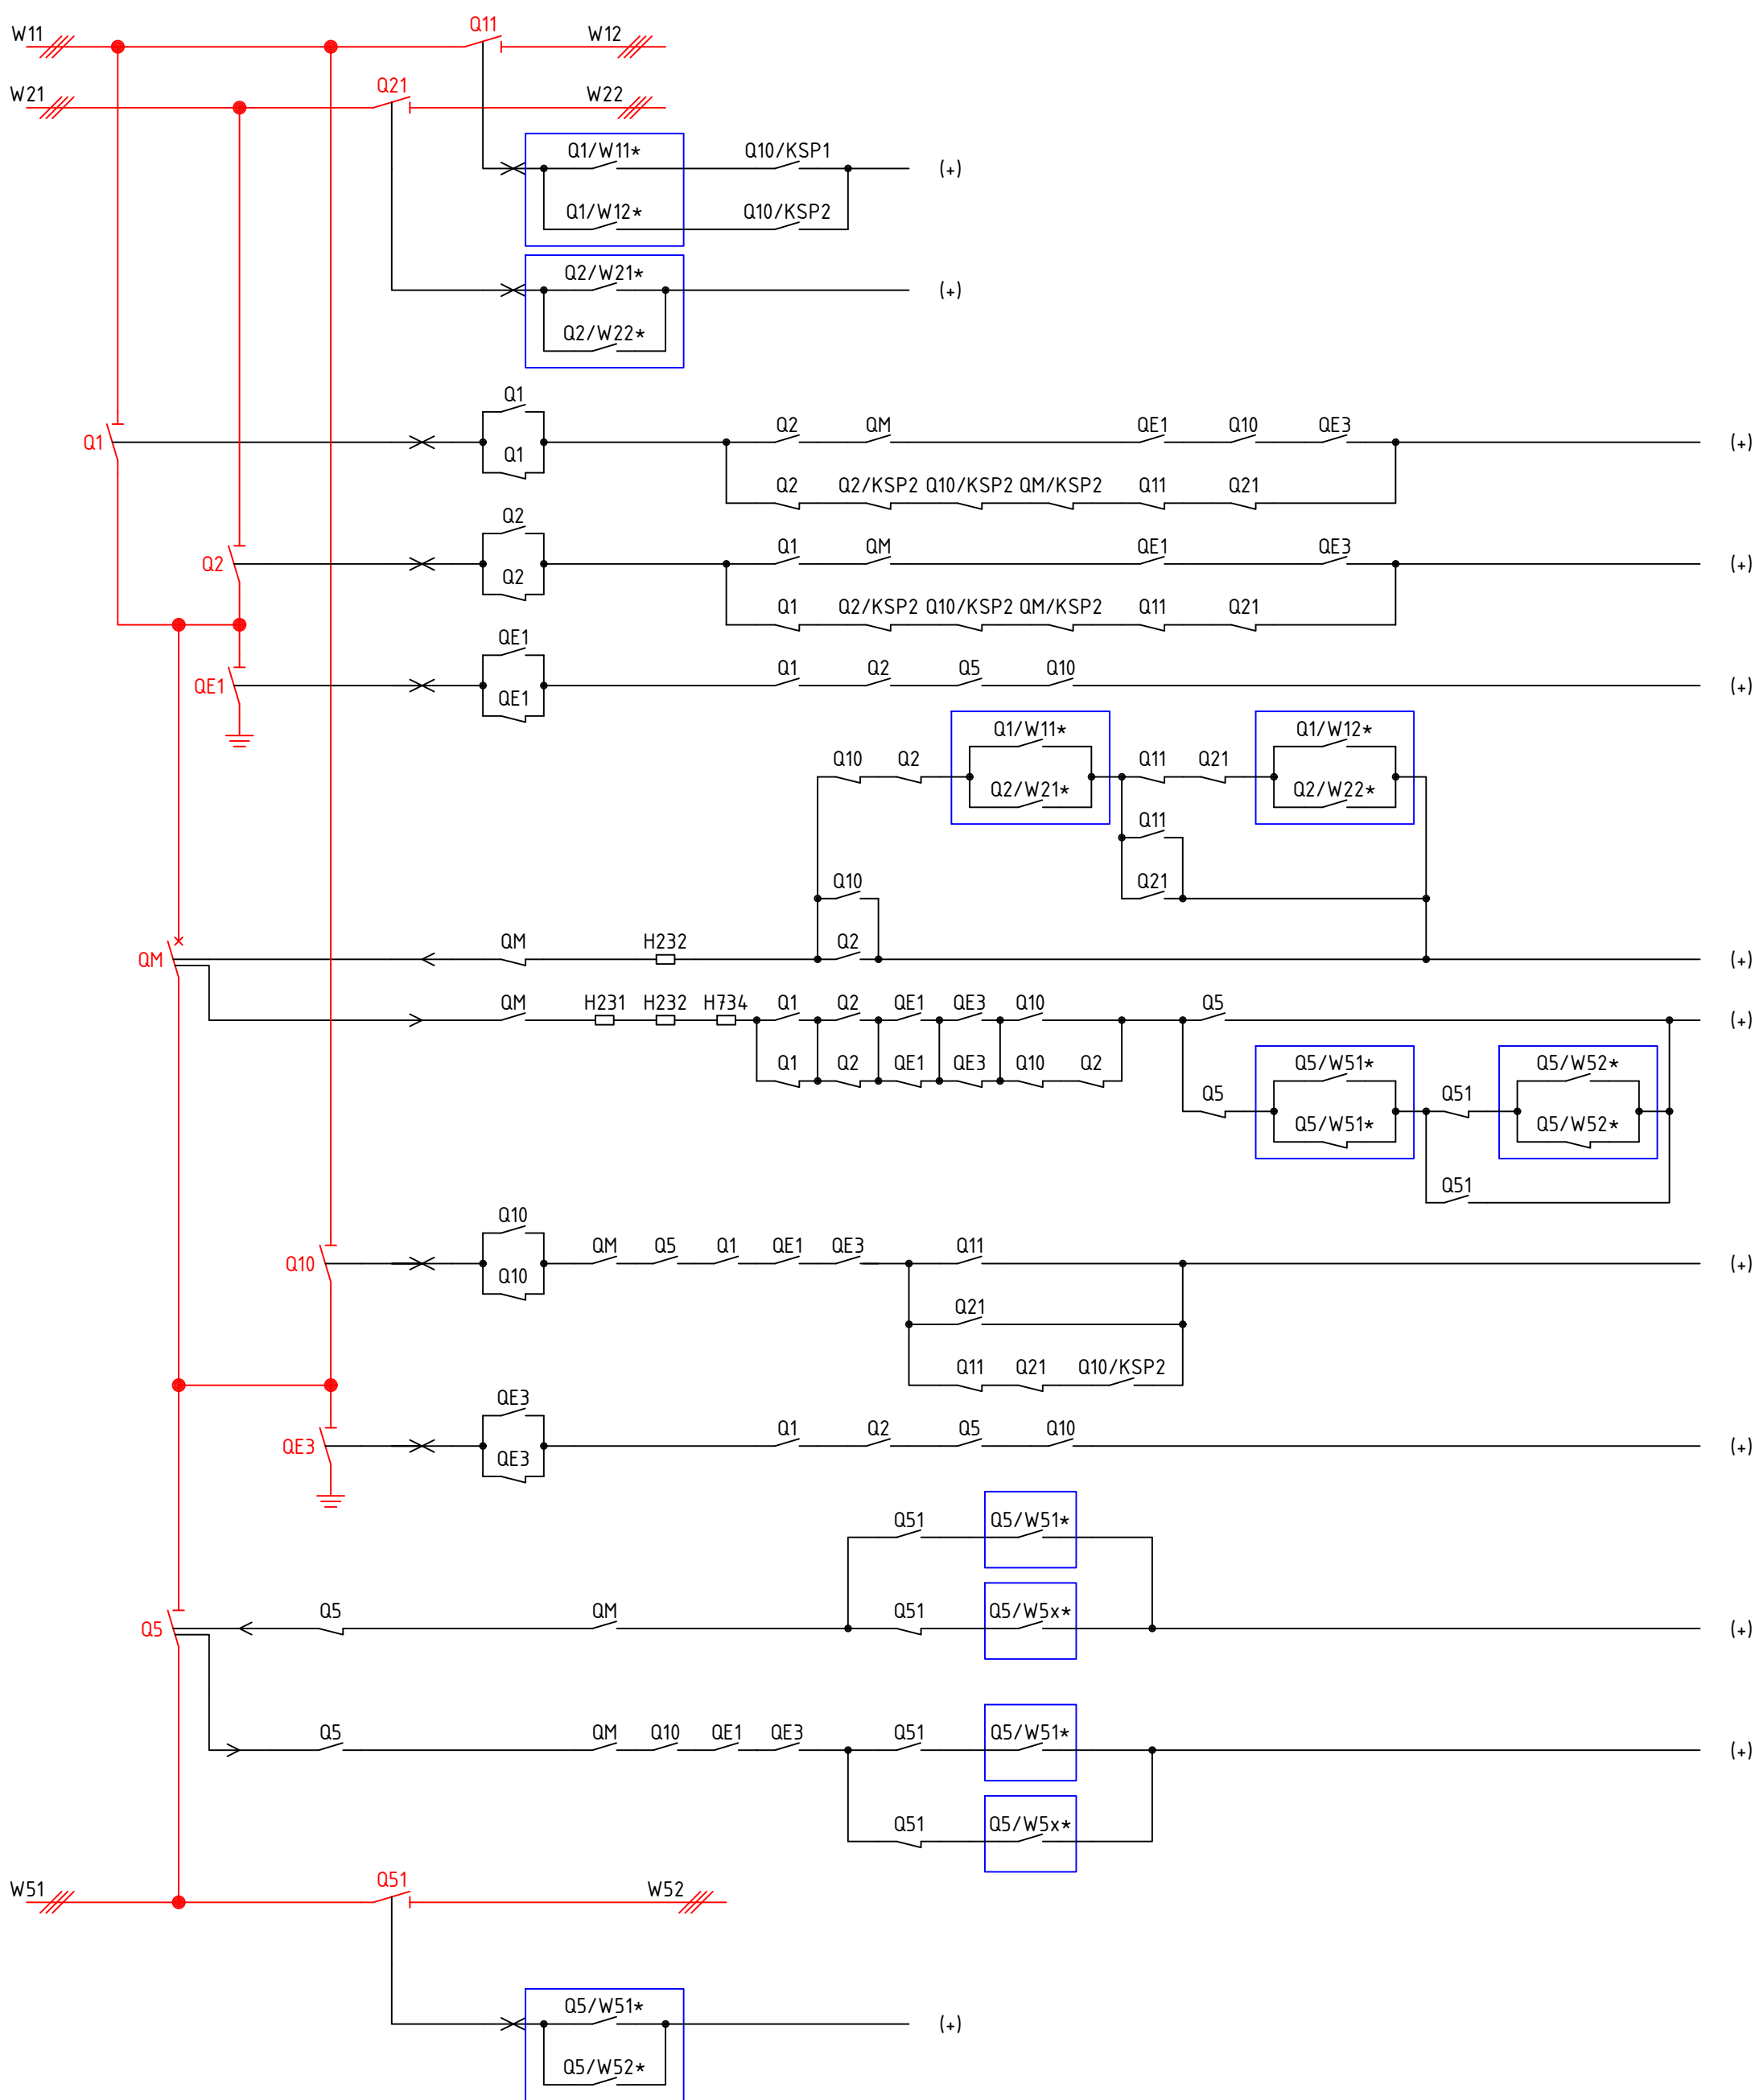 Q11
W11 W12
Q21
W21 W22
Q1/W11* Q10/KSP1
(+)
Q1/W12* Q10/KSP2
Q2/W21*
(+)
Q2/W22*
Q1
Q2 QM QE1 Q10 QE3
Q1 (+)
Q1
Q2 Q2/KSP2 Q10/KSP2 QM/KSP2 Q11 Q21
Q2
Q1 QM QE1 QE3
Q2 (+)
Q2
Q1 Q2/KSP2 Q10/KSP2 QM/KSP2 Q11 Q21
QE1
Q1 Q2 Q5 Q10
QE1 (+)
QE1
Q1/W11* Q1/W12*
Q10 Q2 Q11 Q21
Q2/W21* Q2/W22*
Q11
Q10 Q21
QM H232 Q2
QM (+)
QM H231 H232 H734 Q1 Q2 QE1 QE3 Q10 Q5
(+)
Q1 Q2 QE1 QE3 Q10 Q2 Q5/W51* Q5/W52*
Q5 Q51
Q5/W51* Q5/W52*
Q51
Q10
QM Q5 Q1 QE1 QE3 Q11
Q10 (+)
Q10
Q21
Q11 Q21 Q10/KSP2
QE3
Q1 Q2 Q5 Q10
QE3 (+)
QE3
Q51 Q5/W51*
Q5 QM Q51 Q5/W5x*
Q5 (+)
Q5 QM Q10 QE1 QE3 Q51 Q5/W51*
(+)
Q51 Q5/W5x*
Q51
W51 W52
Q5/W51*
(+)
Q5/W52*